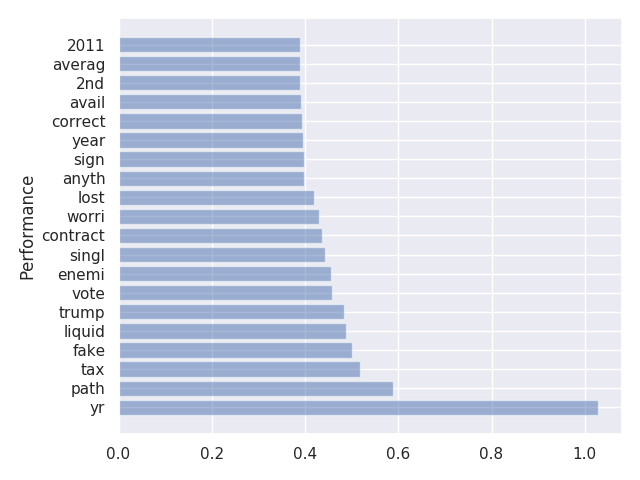 2011
averag
2nd
avail
correct
year
sign
anyth
lost
worri
contract
singl
enemi
vote
trump
liquid
fake
tax
path
yr
Performance
0.0 0.2 0.4 0.6 0.8 1.0